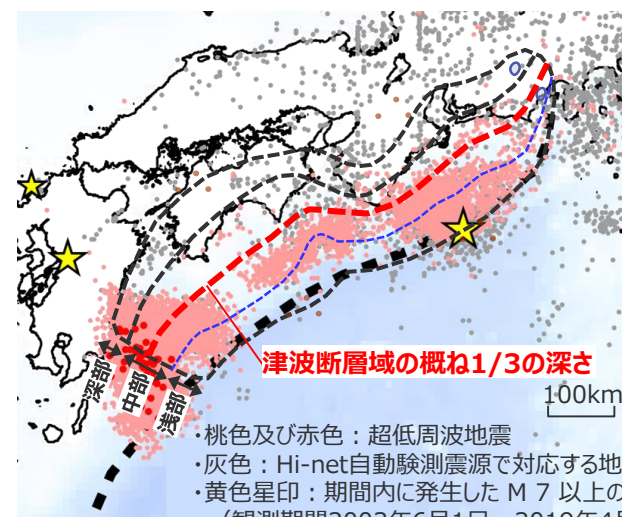 津波断層域の概ね1/3の深さ
深部
中部
浅部
100km
・桃色及び赤色：超低周波地震
・灰色：Hi-net自動験測震源で対応する地
・黄色星印：期間内に発生したＭ７以上の